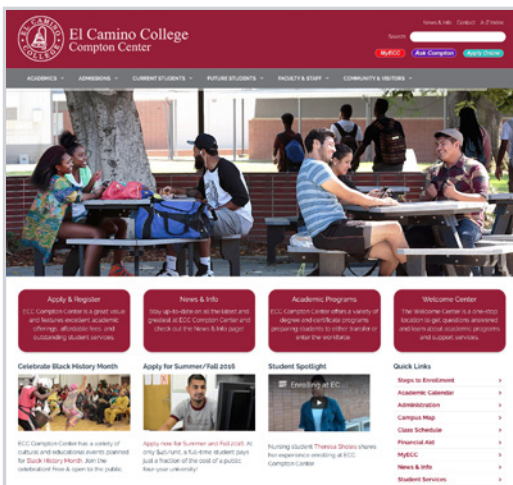 News & Info Contact A-Z Index
EL CAMINO COLLEGE
El Camino College
Compton Center
Search
MyECC Ask Compton Apply Online
ACADEMICS ADMISSIONS CURRENT STUDENTS FUTURE STUDENTS FACULTY & STAFF COMMUNITY & VISITORS
Apply & Register
ECC Compton Center is a great value
and features excellent academic
offerings, affordable fees, and
outstanding student services.
News & Info
Stay up-to-date on all the latest and
greatest at ECC Compton Center and
check out the News & Info page!
Academic Programs
ECC Compton Center offers a variety of
degree and certificate programs
preparing students to either transfer or
enter the workforce
Welcome Center
The Welcome Center is a one-stop
location to get questions answered
and learn about academic programs
and support services.
Celebrate Black History Month
ECC Compton Center has a variety of
cultural and educational events planned
for Black History Month. Join the
celebration! Free & open to the public.
Apply for Summer/Fall 2016
Apply now for Summer and Fall 2016. At
only $46/unit, a full-time student pays
just a fraction of the cost of a public
four-year university!
Student Spotlight
Enrolling at EC ...
Nursing student Theresa Sholars shares
her experience enrolling at ECC
Compton Center
Quick Links
Steps to Enrollment
Academic Calendar
Administration
Campus Map
Class Schedule
Financial Aid
MyECC
News & Info
Student Services